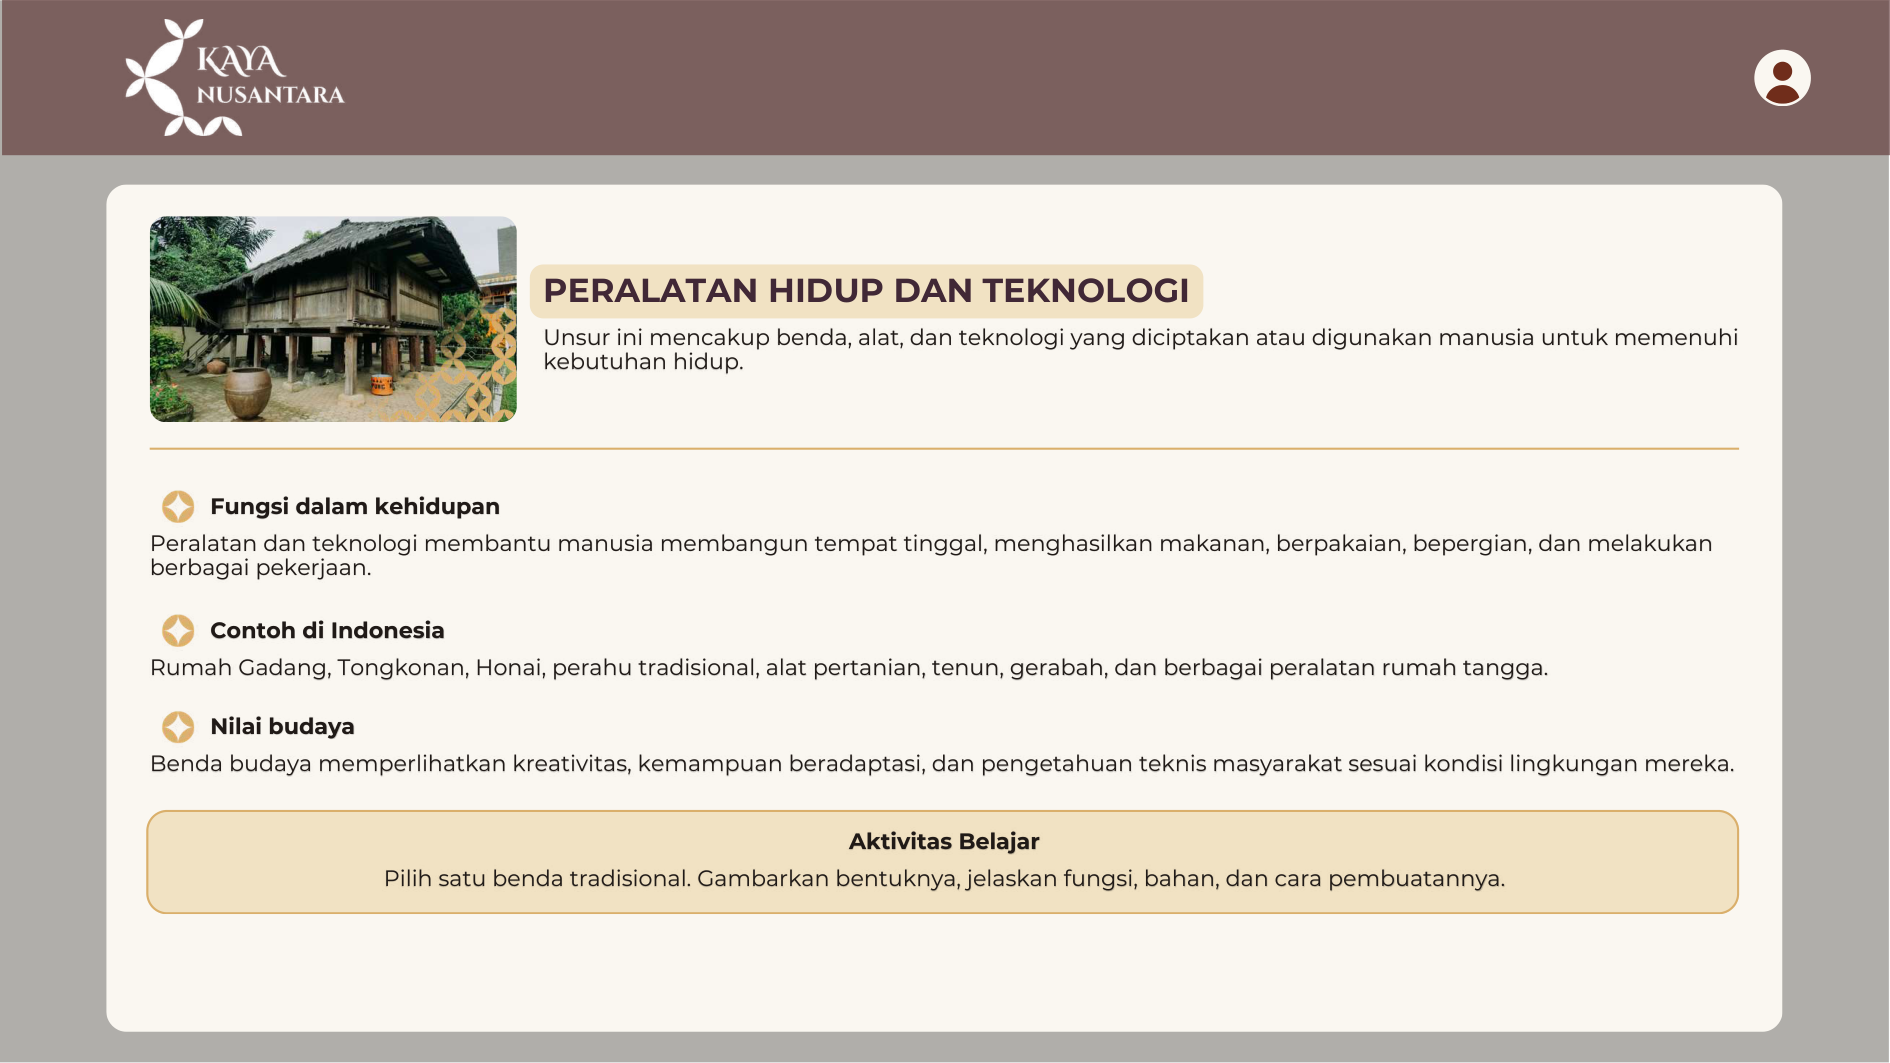 KAYA
NUSANTARA
PERALATAN HIDUP DAN TEKNOLOGI
Unsur ini mencakup benda, alat, dan teknologi yang diciptakan atau digunakan manusia untuk memenuhi
kebutuhan hidup.
Fungsi dalam kehidupan
Peralatan dan teknologi membantu manusia membangun tempat tinggal, menghasilkan makanan, berpakaian, bepergian, dan melakukan
berbagai pekerjaan.
Contoh di Indonesia
Rumah Gadang, Tongkonan, Honai, perahu tradisional, alat pertanian, tenun, gerabah, dan berbagai peralatan rumah tangga.
Nilai budaya
Benda budaya memperlihatkan kreativitas, kemampuan beradaptasi, dan pengetahuan teknis masyarakat sesuai kondisi lingkungan mereka.
Aktivitas Belajar
Pilih satu benda tradisional. Gambarkan bentuknya, jelaskan fungsi, bahan, dan cara pembuatannya.